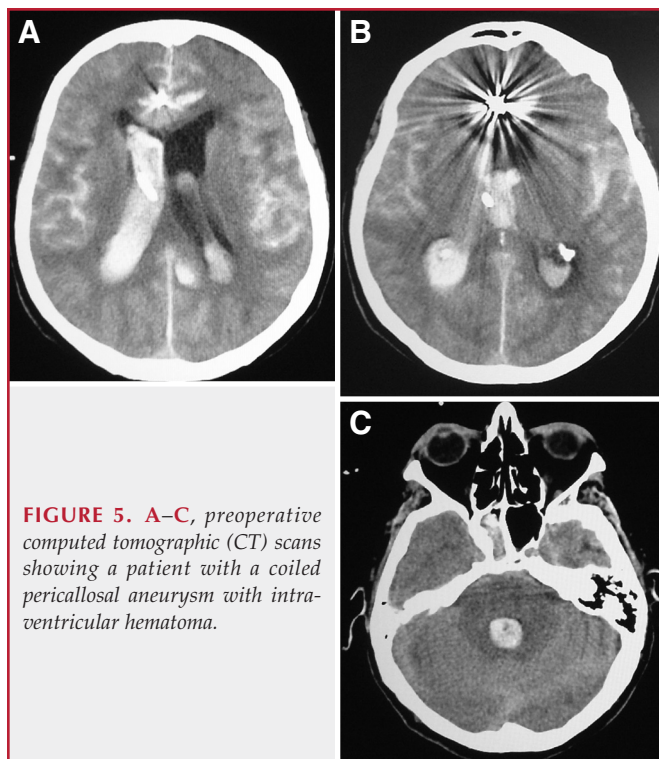 A
B
C
FIGURE 5. A–C, preoperative
computed tomographic (CT) scans
showing a patient with a coiled
pericallosal aneurysm with intra-
ventricular hematoma.